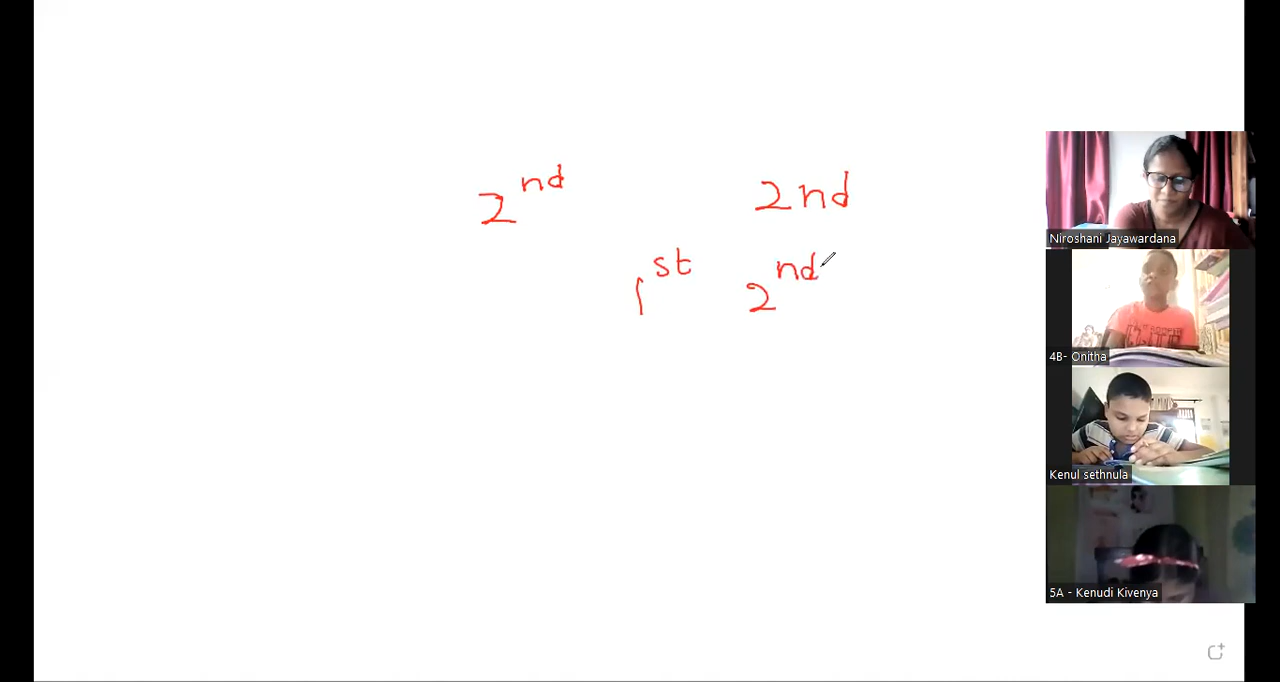 2nd 2nd
1st 2nd
Niroshani Jayawardana
4B- Onitha
Kenul sethnula
5A - Kenudi Kivenya